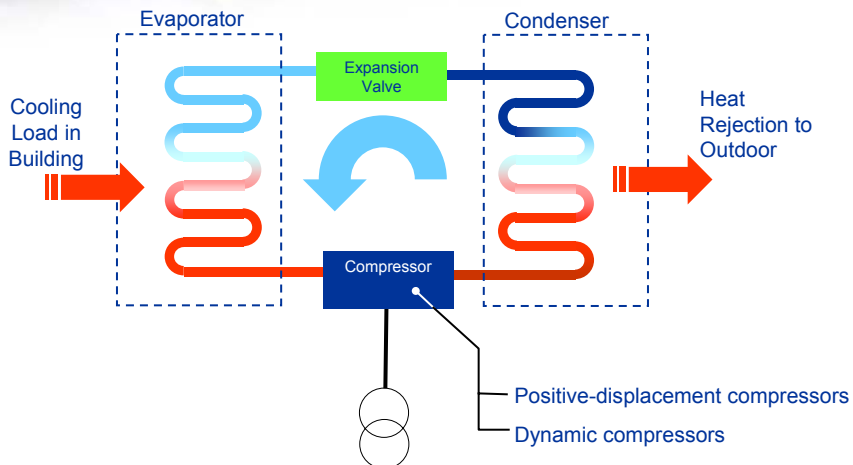 Evaporator
Condenser
Expansion
Valve
Cooling
Load in
Building
Heat
Rejection to
Outdoor
Compressor
Positive-displacement compressors
Dynamic compressors